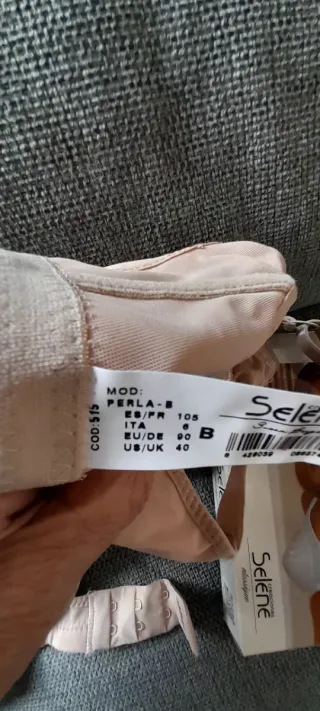 MOD:
PERLA-B
ES/FR 105
ITA 6
EU/DE 90 B
US/UK 40
COD:515
Selene
Selene